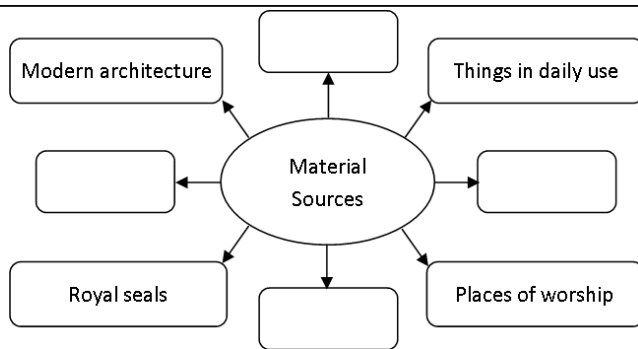 Modern architecture
Things in daily use
Material
Sources
Royal seals
Places of worship